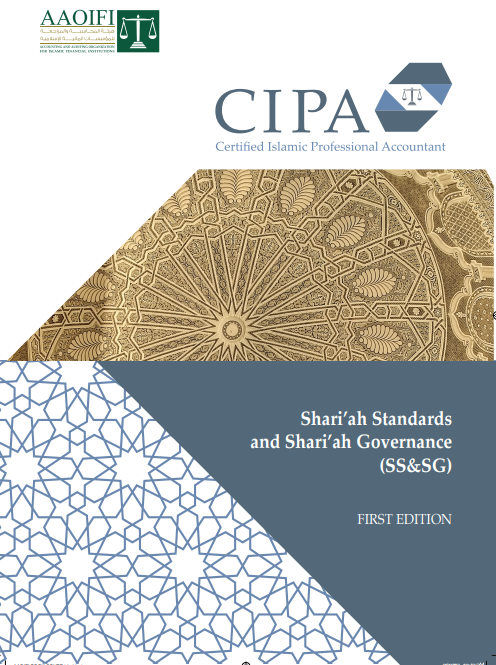 AAOIFI
هيئة المحاسبة والمراجعة
للمؤسسات المالية الإسلامية
ACCOUNTING AND AUDITING ORGANIZATION
FOR ISLAMIC FINANCIAL INSTITUTIONS
CIPA
Certified Islamic Professional Accountant
Shari'ah Standards
and Shari'ah Governance
(SS&SG)
FIRST EDITION